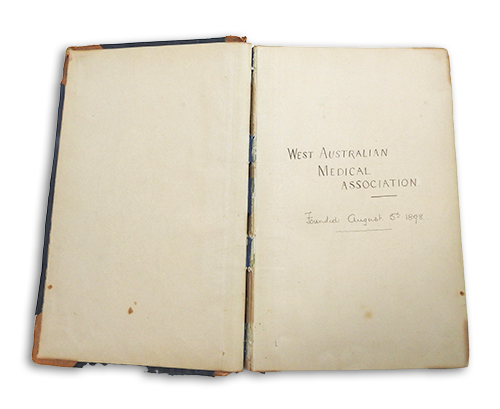 WEST AUSTRALIAN
MEDICAL
ASSOCIATION
Founded August 5th 1898